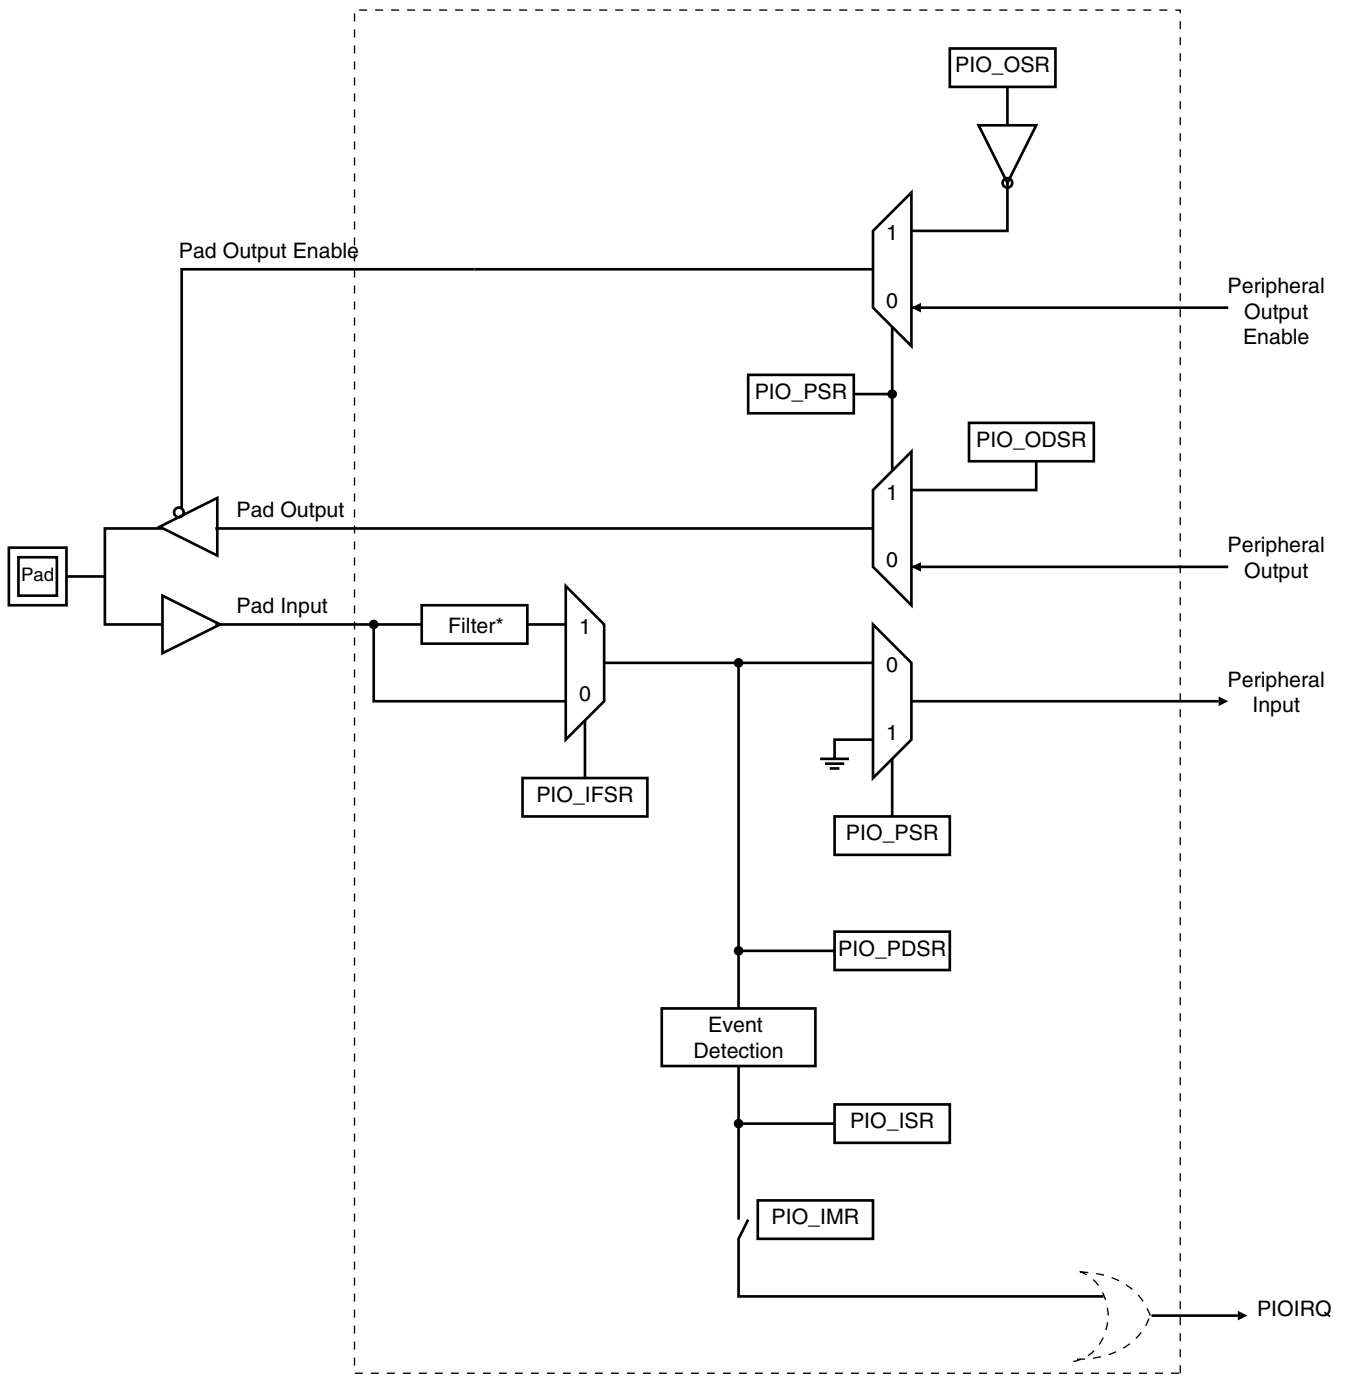 PIO_OSR
1
Pad Output Enable
0
Peripheral
Output
Enable
PIO_PSR
PIO_ODSR
1
Pad Output
0
Peripheral
Output
Pad
Pad Input
Filter*
1
0
0
Peripheral
Input
1
PIO_IFSR
PIO_PSR
PIO_PDSR
Event
Detection
PIO_ISR
PIO_IMR
PIOIRQ